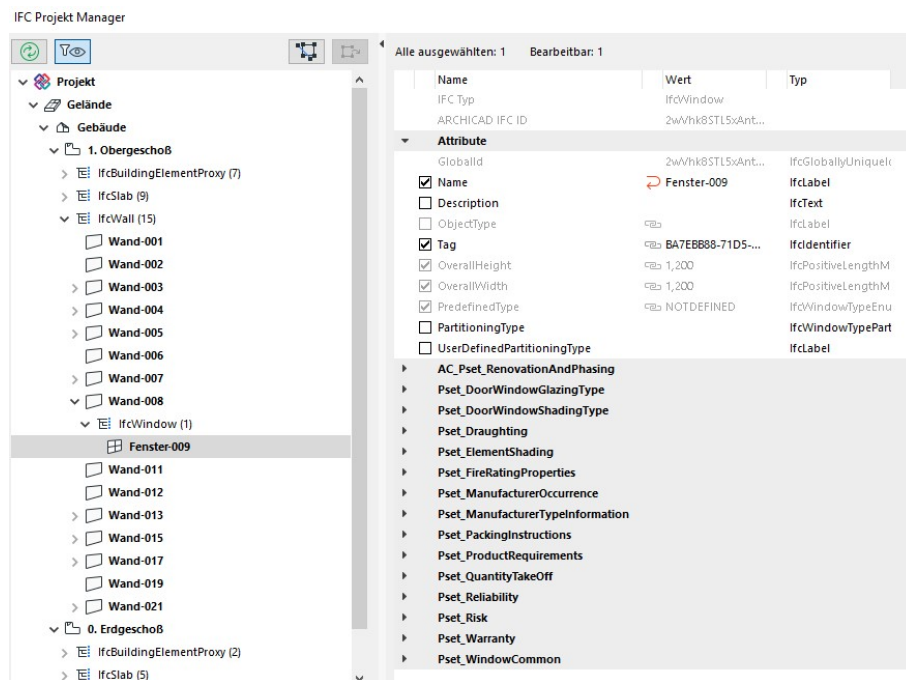 IFC Projekt Manager
Alle ausgewählten: 1 Bearbeitbar: 1
Projekt
Gelände
Gebäude
1. Obergeschoß
IfcBuildingElementProxy (7)
IfcSlab (9)
IfcWall (15)
Wand-001
Wand-002
Wand-003
Wand-004
Wand-005
Wand-006
Wand-007
Wand-008
IfcWindow (1)
Fenster-009
Wand-011
Wand-012
Wand-013
Wand-015
Wand-017
Wand-019
Wand-021
0. Erdgeschoß
IfcBuildingElementProxy (2)
IfcSlab (5)
Name Wert Typ
IFC Typ IfcWindow
ARCHICAD IFC ID 2wVhk8STL5xAnt...
Attribute
GlobalId 2wVhk8STL5xAnt... IfcGloballyUniqueIc
Name Fenster-009 IfcLabel
Description IfcText
ObjectType IfcLabel
Tag BA7EBB88-71D5-... IfcIdentifier
OverallHeight 1,200 IfcPositiveLengthM
OverallWidth 1,200 IfcPositiveLengthM
PredefinedType NOTDEFINED IfcWindowTypeEnu
PartitioningType IfcWindowTypePart
UserDefinedPartitioningType IfcLabel
AC_Pset_RenovationAndPhasing
Pset_DoorWindowGlazingType
Pset_DoorWindowShadingType
Pset_Draughting
Pset_ElementShading
Pset_FireRatingProperties
Pset_ManufacturerOccurrence
Pset_ManufacturerTypeInformation
Pset_PackingInstructions
Pset_ProductRequirements
Pset_QuantityTakeOff
Pset_Reliability
Pset_Risk
Pset_Warranty
Pset_WindowCommon